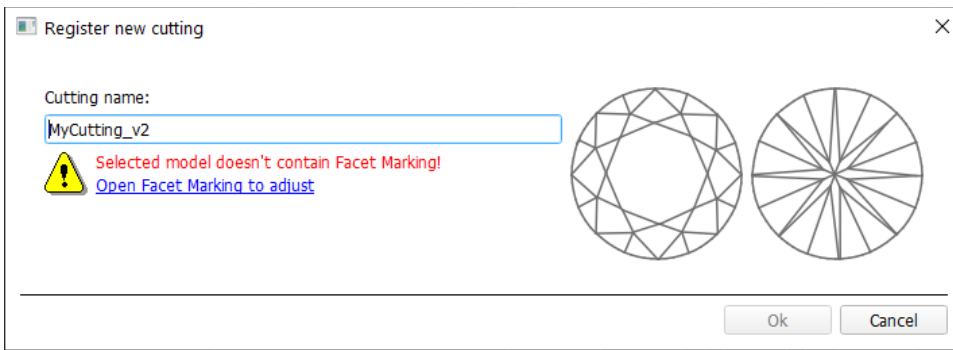 Register new cutting
Cutting name:
MyCutting_v2
Selected model doesn't contain Facet Marking!
Open Facet Marking to adjust
Ok
Cancel